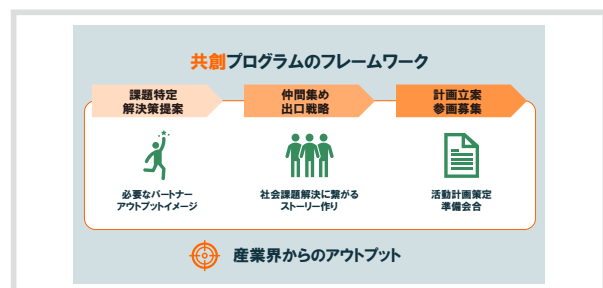 共創プログラムのフレームワーク
課題特定
解決策提案
仲間集め
出口戦略
計画立案
参画募集
必要なパートナー
アウトプットイメージ
社会課題解決に繋がる
ストーリー作り
活動計画策定
準備会合
産業界からのアウトプット